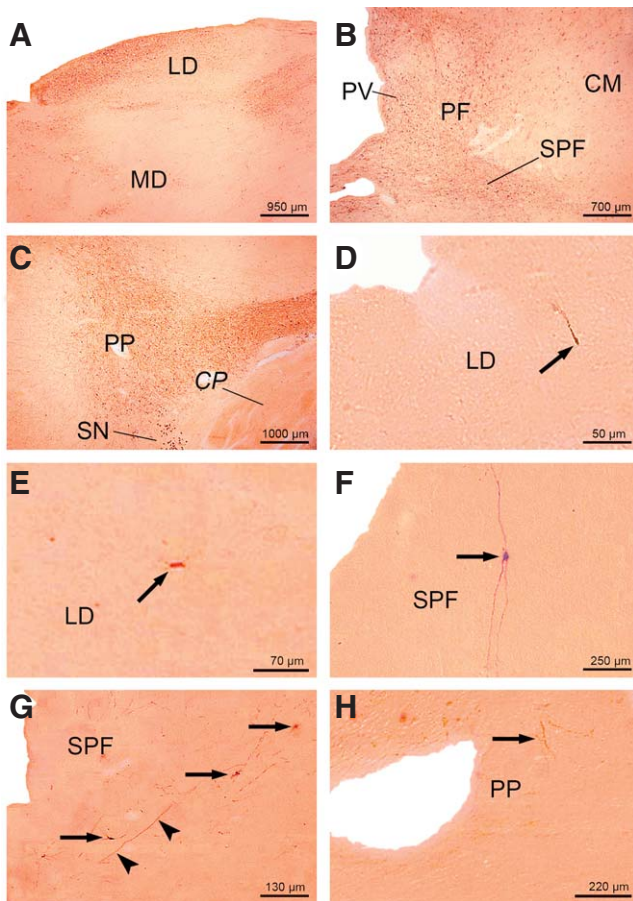 A
LD
MD
950 µm
B
PV
PF
CM
SPF
700 µm
C
PP
CP
SN
1000 µm
D
LD
50 µm
E
LD
70 µm
F
SPF
250 µm
G
SPF
130 µm
H
PP
220 µm